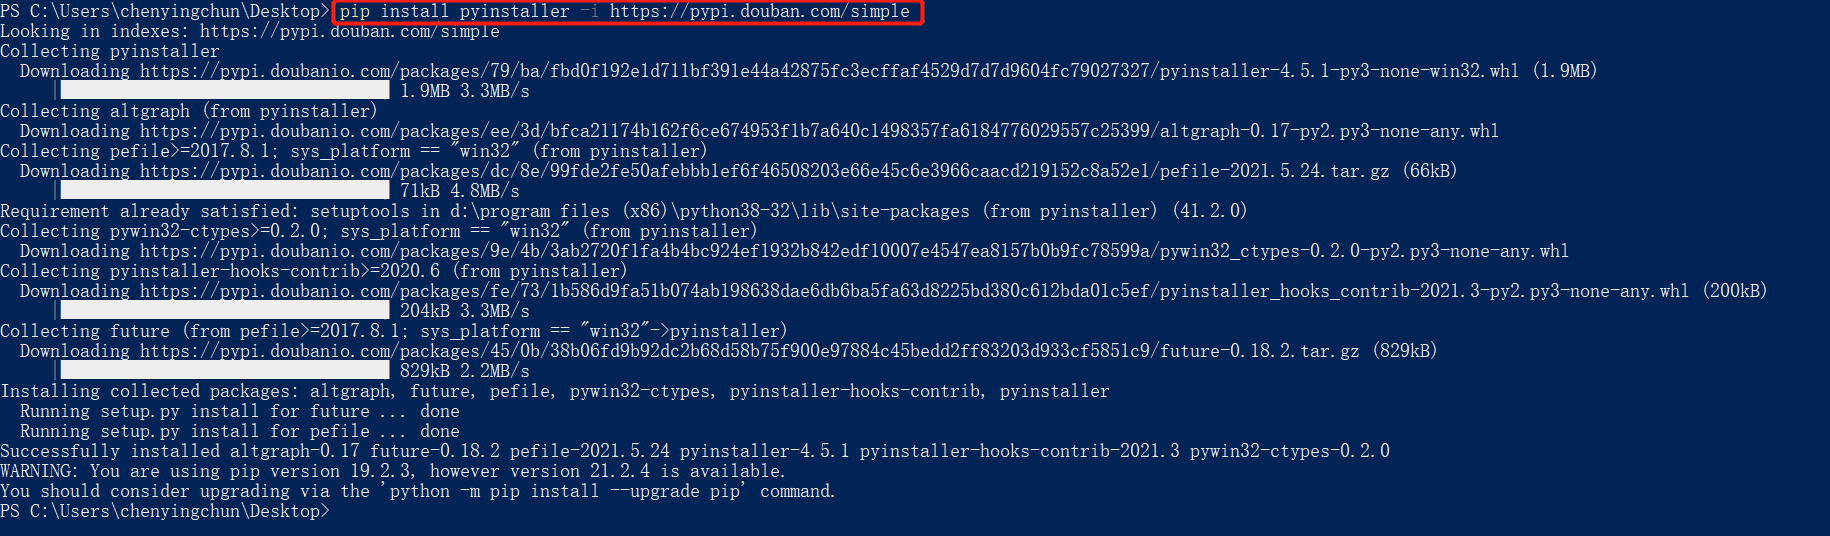 PS C:\Users\chenyingchun\Desktop> pip install pyinstaller -i https://pypi.douban.com/simple
Looking in indexes: https://pypi.douban.com/simple
Collecting pyinstaller
  Downloading https://pypi.doubanio.com/packages/79/ba/fbd0f192e1d711bf391e44a42875fc3ecffaf4529d7d7d9604fc79027327/pyinstaller-4.5.1-py3-none-win32.whl (1.9MB)
     | 1.9MB 3.3MB/s
Collecting altgraph (from pyinstaller)
  Downloading https://pypi.doubanio.com/packages/ee/3d/bfca21174b162f6ce674953f1b7a640c1498357fa6184776029557c25399/altgraph-0.17-py2.py3-none-any.whl
Collecting pefile>=2017.8.1; sys_platform == "win32" (from pyinstaller)
  Downloading https://pypi.doubanio.com/packages/dc/8e/99fde2fe50afebbb1ef6f46508203e66e45c6e3966caacd219152c8a52e1/pefile-2021.5.24.tar.gz (66kB)
     | 71kB 4.8MB/s
Requirement already satisfied: setuptools in d:\program files (x86)\python38-32\lib\site-packages (from pyinstaller) (41.2.0)
Collecting pywin32-ctypes>=0.2.0; sys_platform == "win32" (from pyinstaller)
  Downloading https://pypi.doubanio.com/packages/9e/4b/3ab2720f1fa4b4bc924ef1932b842edf10007e4547ea8157b0b9fc78599a/pywin32_ctypes-0.2.0-py2.py3-none-any.whl
Collecting pyinstaller-hooks-contrib>=2020.6 (from pyinstaller)
  Downloading https://pypi.doubanio.com/packages/fe/73/1b586d9fa51b074ab198638dae6db6ba5fa63d8225bd380c612bda01c5ef/pyinstaller_hooks_contrib-2021.3-py2.py3-none-any.whl (200kB)
     | 204kB 3.3MB/s
Collecting future (from pefile>=2017.8.1; sys_platform == "win32"->pyinstaller)
  Downloading https://pypi.doubanio.com/packages/45/0b/38b06fd9b92dc2b68d58b75f900e97884c45bedd2ff83203d933cf5851c9/future-0.18.2.tar.gz (829kB)
     | 829kB 2.2MB/s
Installing collected packages: altgraph, future, pefile, pywin32-ctypes, pyinstaller-hooks-contrib, pyinstaller
  Running setup.py install for future ... done
  Running setup.py install for pefile ... done
Successfully installed altgraph-0.17 future-0.18.2 pefile-2021.5.24 pyinstaller-4.5.1 pyinstaller-hooks-contrib-2021.3 pywin32-ctypes-0.2.0
WARNING: You are using pip version 19.2.3, however version 21.2.4 is available.
You should consider upgrading via the 'python -m pip install --upgrade pip' command.
PS C:\Users\chenyingchun\Desktop>